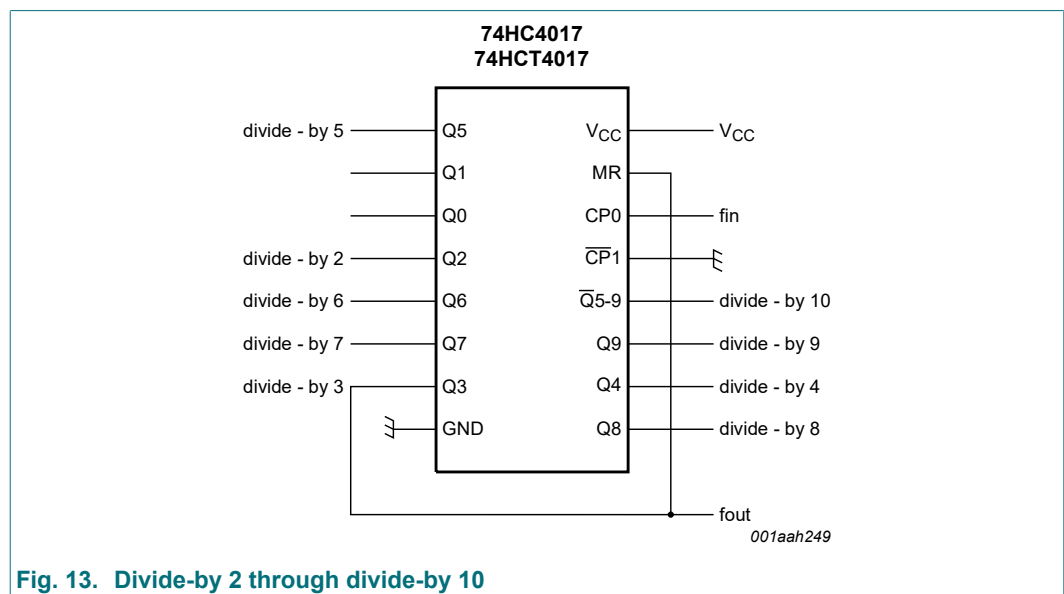 74HC4017
74HCT4017
divide - by 5 Q5 VCC VCC
Q1 MR
Q0 CP0 fin
divide - by 2 Q2 C̅P̅1
divide - by 6 Q6 Q̅5-9 divide - by 10
divide - by 7 Q7 Q9 divide - by 9
divide - by 3 Q3 Q4 divide - by 4
GND Q8 divide - by 8
fout
001aah249
Fig. 13. Divide-by 2 through divide-by 10